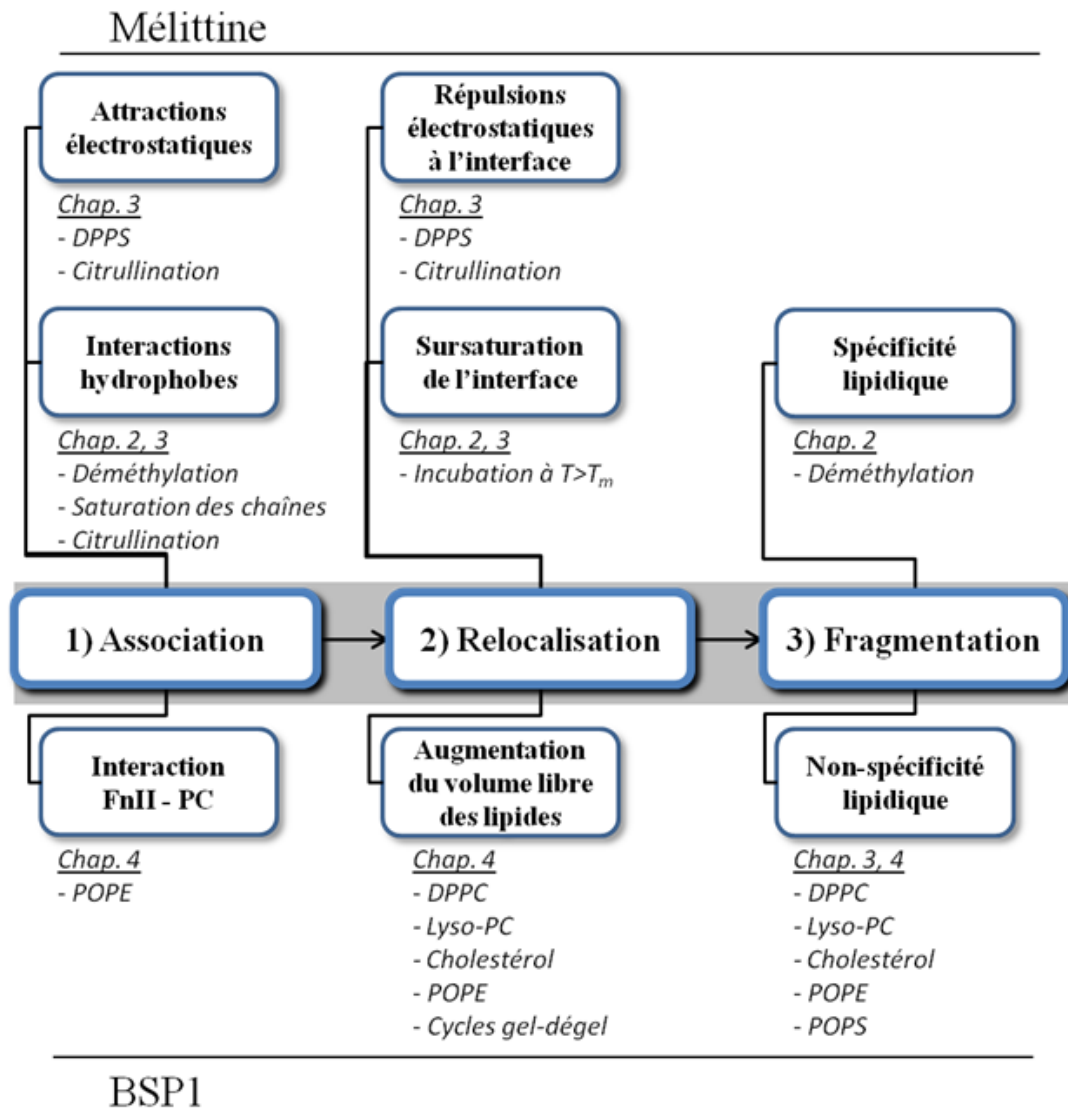 Mélittine
Attractions
électrostatiques
Chap. 3
- DPPS
- Citrullination
Interactions
hydrophobes
Chap. 2, 3
- Déméthylation
- Saturation des chaînes
- Citrullination
Répulsions
électrostatiques
à l'interface
Chap. 3
- DPPS
- Citrullination
Sursaturation
de l'interface
Chap. 2, 3
- Incubation à T>Tm
Spécificité
lipidique
Chap. 2
- Déméthylation
1) Association
2) Relocalisation
3) Fragmentation
Interaction
FnII - PC
Chap. 4
- POPE
Augmentation
du volume libre
des lipides
Chap. 4
- DPPC
- Lyso-PC
- Cholestérol
- POPE
- Cycles gel-dégel
Non-spécificité
lipidique
Chap. 3, 4
- DPPC
- Lyso-PC
- Cholestérol
- POPE
- POPS
BSP1